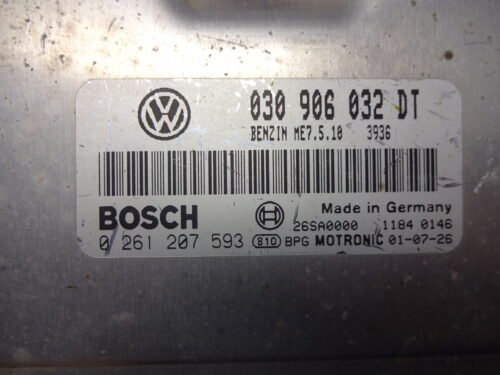 030 906 032 DT
BENZIN ME7.5.10 3936
BOSCH
Made in Germany
26SA0000 1184 0146
0 261 207 593 810 BPG MOTRONIC 01-07-26